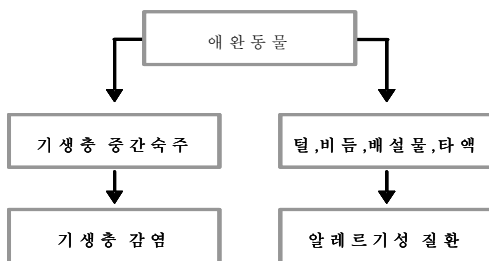 애완동물
기생충 중간숙주
털,비듬,배설물,타액
기생충 감염
알레르기성 질환